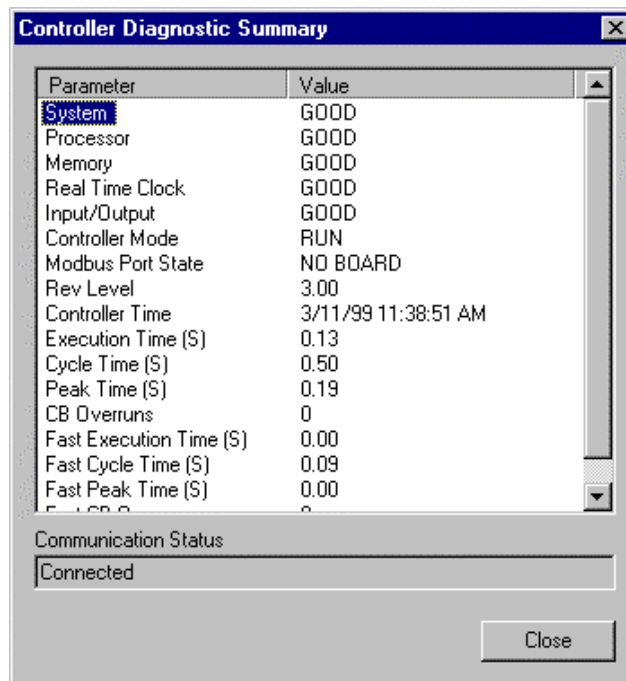 Controller Diagnostic Summary
Parameter Value
System GOOD
Processor GOOD
Memory GOOD
Real Time Clock GOOD
Input/Output GOOD
Controller Mode RUN
Modbus Port State NO BOARD
Rev Level 3.00
Controller Time 3/11/99 11:38:51 AM
Execution Time (S) 0.13
Cycle Time (S) 0.50
Peak Time (S) 0.19
CB Overruns 0
Fast Execution Time (S) 0.00
Fast Cycle Time (S) 0.09
Fast Peak Time (S) 0.00
Communication Status
Connected
Close